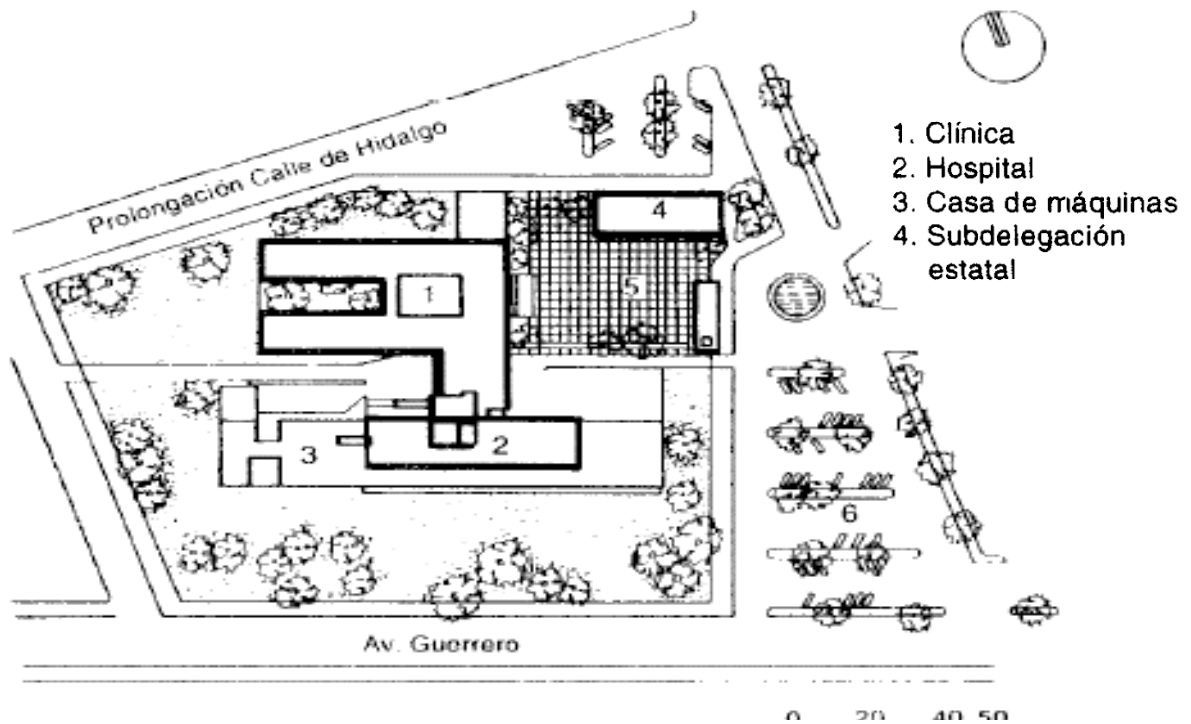 Prolongación Calle de Hidalgo
1. Clínica
2. Hospital
3. Casa de máquinas
4. Subdelegación
estatal
4
1
5
2
3
6
Av. Guerrero
0 20 40 50